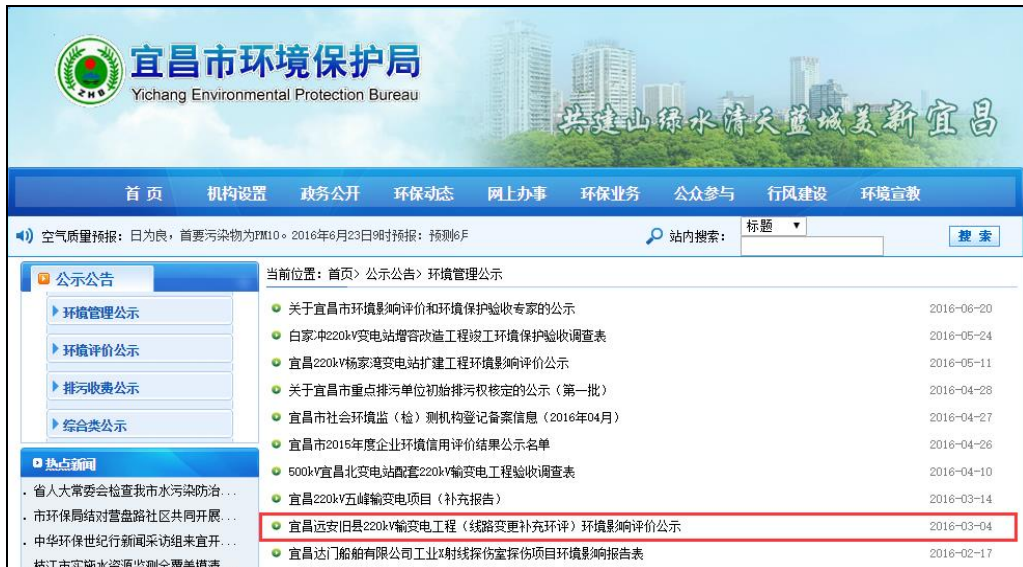 宜昌市环境保护局
Yichang Environmental Protection Bureau
ZHB
共建山绿水清天蓝城美新宜昌
首页 机构设置 政务公开 环保动态 网上办事 环保业务 公众参与 行风建设 环境宣教
空气质量预报：日为良，首要污染物为PM10。2016年6月23日9时预报：预测6月 站内搜索： 标题 搜 索
公示公告
环境管理公示
环境评价公示
排污收费公示
综合类公示
热点新闻
. 省人大常委会检查我市水污染防治...
. 市环保局结对营盘路社区共同开展...
. 中华环保世纪行新闻采访组来宜开...
当前位置：首页> 公示公告> 环境管理公示
关于宜昌市环境影响评价和环境保护验收专家的公示 2016-06-20
白家冲220kV变电站增容改造工程竣工环境保护验收调查表 2016-05-24
宜昌220kV杨家湾变电站扩建工程环境影响评价公示 2016-05-11
关于宜昌市重点排污单位初始排污权核定的公示（第一批） 2016-04-28
宜昌市社会环境监（检）测机构登记备案信息（2016年04月） 2016-04-27
宜昌市2015年度企业环境信用评价结果公示名单 2016-04-26
500kV宜昌北变电站配套220kV输变电工程验收调查表 2016-04-10
宜昌220kV五峰输变电项目（补充报告） 2016-03-14
宜昌远安旧县220kV输变电工程（线路变更补充环评）环境影响评价公示 2016-03-04
宜昌达门船舶有限公司工业X射线探伤室探伤项目环境影响报告表 2016-02-17